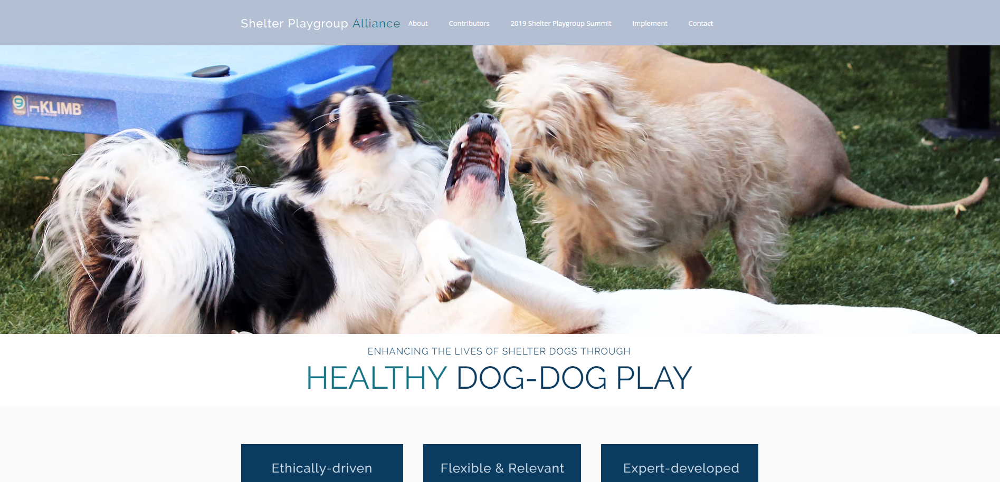 Shelter Playgroup Alliance
About
Contributors
2019 Shelter Playgroup Summit
Implement
Contact
KLIMB
ENHANCING THE LIVES OF SHELTER DOGS THROUGH
HEALTHY DOG-DOG PLAY
Ethically-driven
Flexible & Relevant
Expert-developed